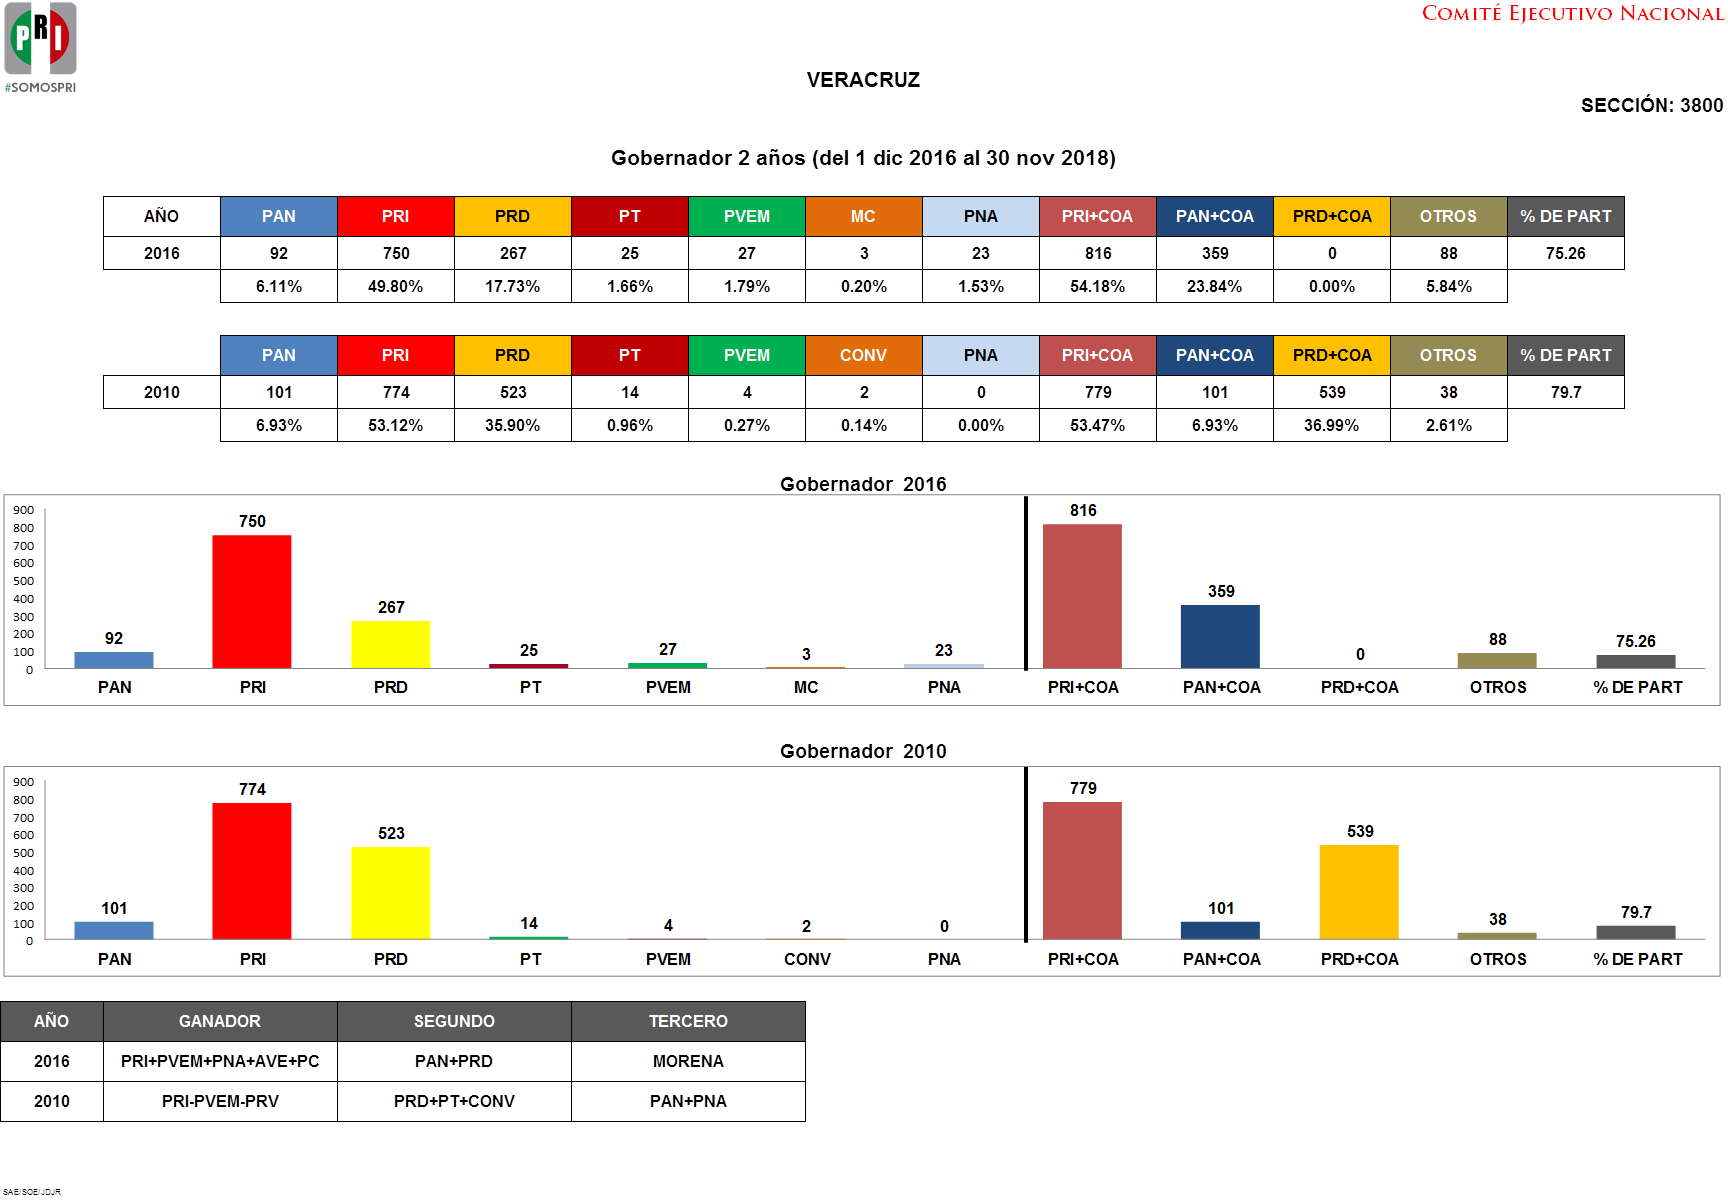 PRI
#SOMOSPRI
COMITÉ EJECUTIVO NACIONAL
VERACRUZ
SECCIÓN: 3800
Gobernador 2 años (del 1 dic 2016 al 30 nov 2018)
AÑO PAN PRI PRD PT PVEM MC PNA PRI+COA PAN+COA PRD+COA OTROS % DE PART
2016 92 750 267 25 27 3 23 816 359 0 88 75.26
6.11% 49.80% 17.73% 1.66% 1.79% 0.20% 1.53% 54.18% 23.84% 0.00% 5.84%
PAN PRI PRD PT PVEM CONV PNA PRI+COA PAN+COA PRD+COA OTROS % DE PART
2010 101 774 523 14 4 2 0 779 101 539 38 79.7
6.93% 53.12% 35.90% 0.96% 0.27% 0.14% 0.00% 53.47% 6.93% 36.99% 2.61%
Gobernador 2016
900
800
700
600
500
400
300
200
100
0
92 750 267 25 27 3 23 816 359 0 88 75.26
PAN PRI PRD PT PVEM MC PNA PRI+COA PAN+COA PRD+COA OTROS % DE PART
Gobernador 2010
900
800
700
600
500
400
300
200
100
0
101 774 523 14 4 2 0 779 101 539 38 79.7
PAN PRI PRD PT PVEM CONV PNA PRI+COA PAN+COA PRD+COA OTROS % DE PART
AÑO GANADOR SEGUNDO TERCERO
2016 PRI+PVEM+PNA+AVE+PC PAN+PRD MORENA
2010 PRI-PVEM-PRV PRD+PT+CONV PAN+PNA
SAE/SOE/JDJR